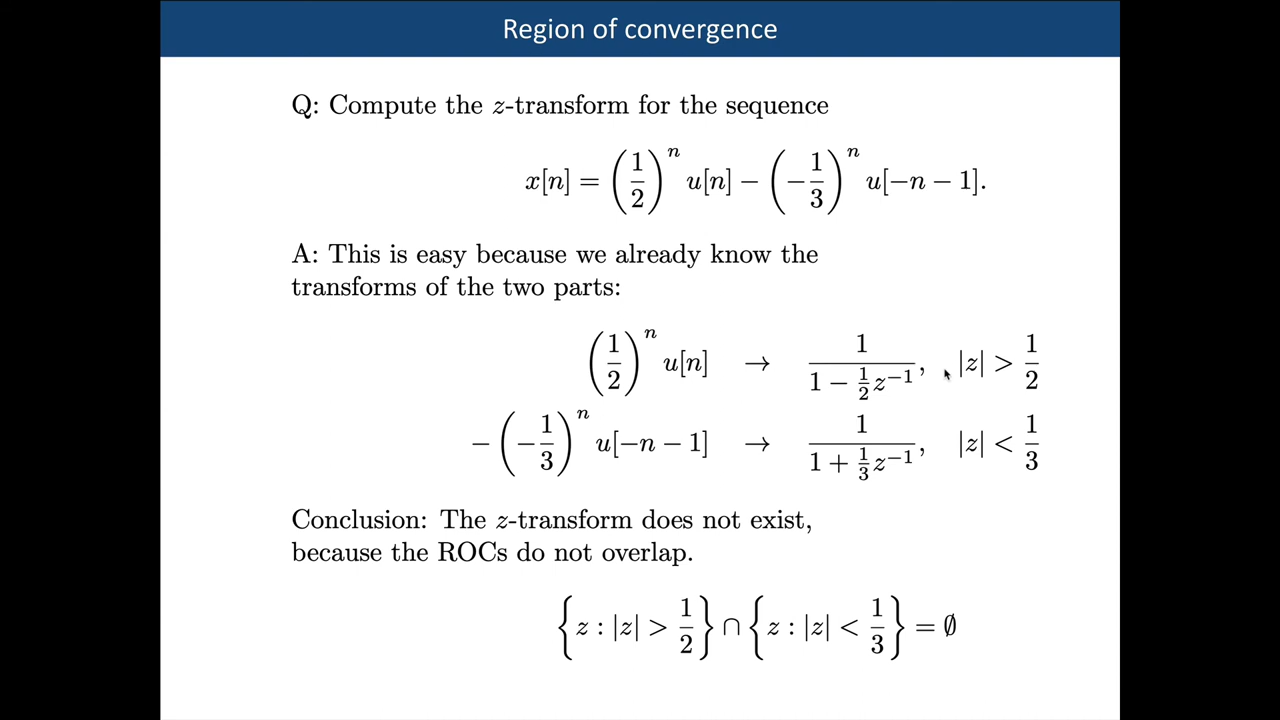 Region of convergence
Q: Compute the z-transform for the sequence
x[n] = (1/2)^n u[n] − (−1/3)^n u[−n − 1].
A: This is easy because we already know the
transforms of the two parts:
(1/2)^n u[n] → 1/(1 − 1/2 z^−1), |z| > 1/2
−(−1/3)^n u[−n − 1] → 1/(1 + 1/3 z^−1), |z| < 1/3
Conclusion: The z-transform does not exist,
because the ROCs do not overlap.
{z : |z| > 1/2} ∩ {z : |z| < 1/3} = ∅